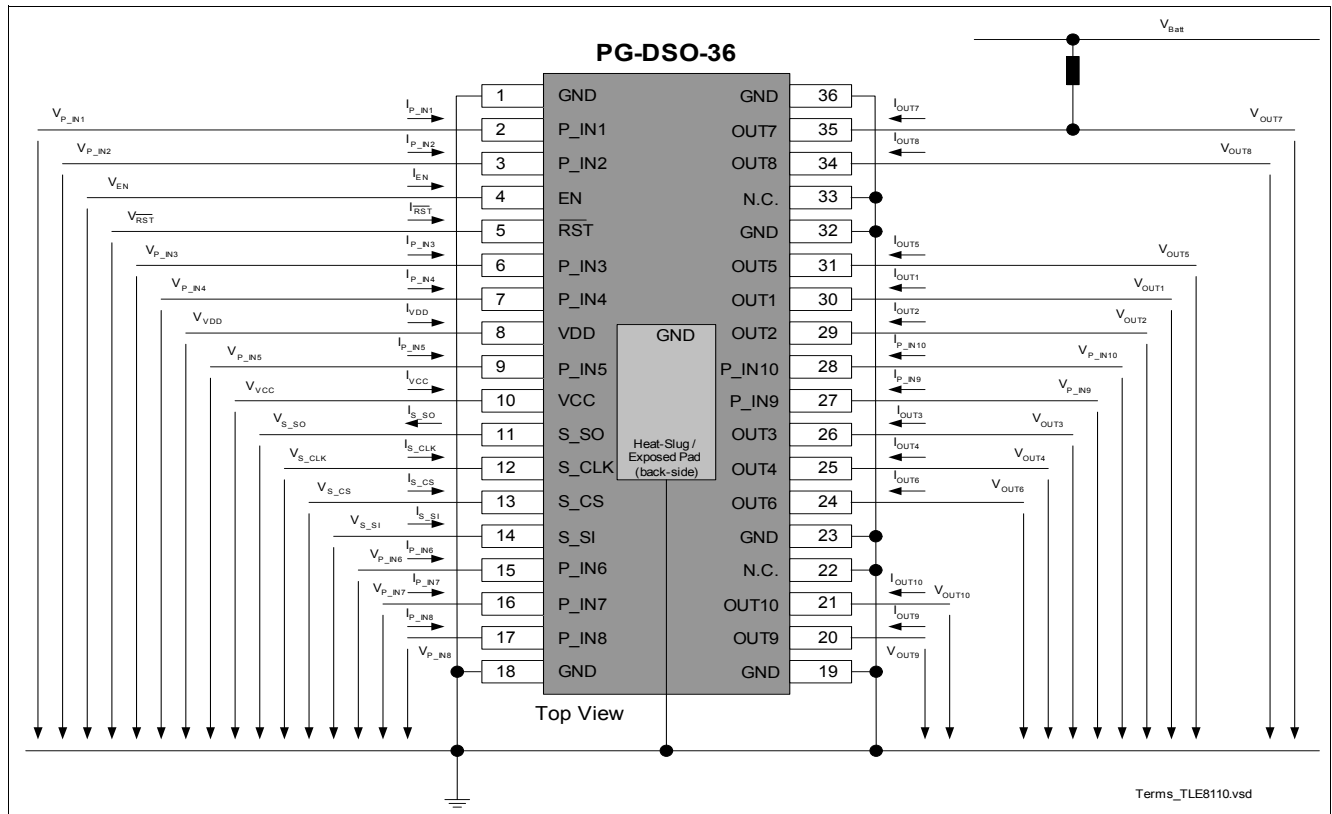 V_Batt
PG-DSO-36
1 GND GND 36
V_P_IN1 I_P_IN1 2 P_IN1 OUT7 35 I_OUT7 V_OUT7
V_P_IN2 I_P_IN2 3 P_IN2 OUT8 34 I_OUT8 V_OUT8
V_EN I_EN 4 EN N.C. 33
V_R̅S̅T̅ I_R̅S̅T̅ 5 R̅S̅T̅ GND 32
V_P_IN3 I_P_IN3 6 P_IN3 OUT5 31 I_OUT5 V_OUT5
V_P_IN4 I_P_IN4 7 P_IN4 OUT1 30 I_OUT1 V_OUT1
V_VDD I_VDD 8 VDD GND OUT2 29 I_OUT2 V_OUT2
V_P_IN5 I_P_IN5 9 P_IN5 P_IN10 28 I_P_IN10 V_P_IN10
V_VCC I_VCC 10 VCC P_IN9 27 I_P_IN9 V_P_IN9
V_S_SO I_S_SO 11 S_SO OUT3 26 I_OUT3 V_OUT3
Heat-Slug /
Exposed Pad
(back-side)
V_S_CLK I_S_CLK 12 S_CLK OUT4 25 I_OUT4 V_OUT4
V_S_CS I_S_CS 13 S_CS OUT6 24 I_OUT6 V_OUT6
V_S_SI I_S_SI 14 S_SI GND 23
V_P_IN6 I_P_IN6 15 P_IN6 N.C. 22
V_P_IN7 I_P_IN7 16 P_IN7 OUT10 21 I_OUT10 V_OUT10
V_P_IN8 I_P_IN8 17 P_IN8 OUT9 20 I_OUT9 V_OUT9
18 GND GND 19
Top View
Terms_TLE8110.vsd